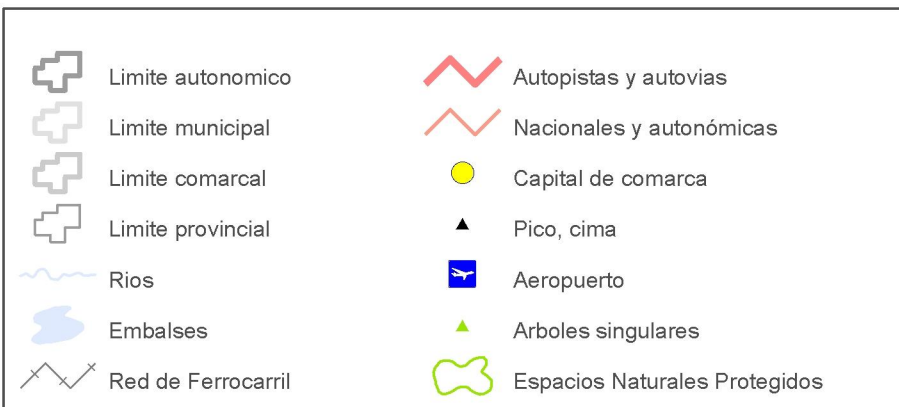 Limite autonomico
Limite municipal
Limite comarcal
Limite provincial
Rios
Embalses
Red de Ferrocarril
Autopistas y autovias
Nacionales y autonómicas
Capital de comarca
Pico, cima
Aeropuerto
Arboles singulares
Espacios Naturales Protegidos